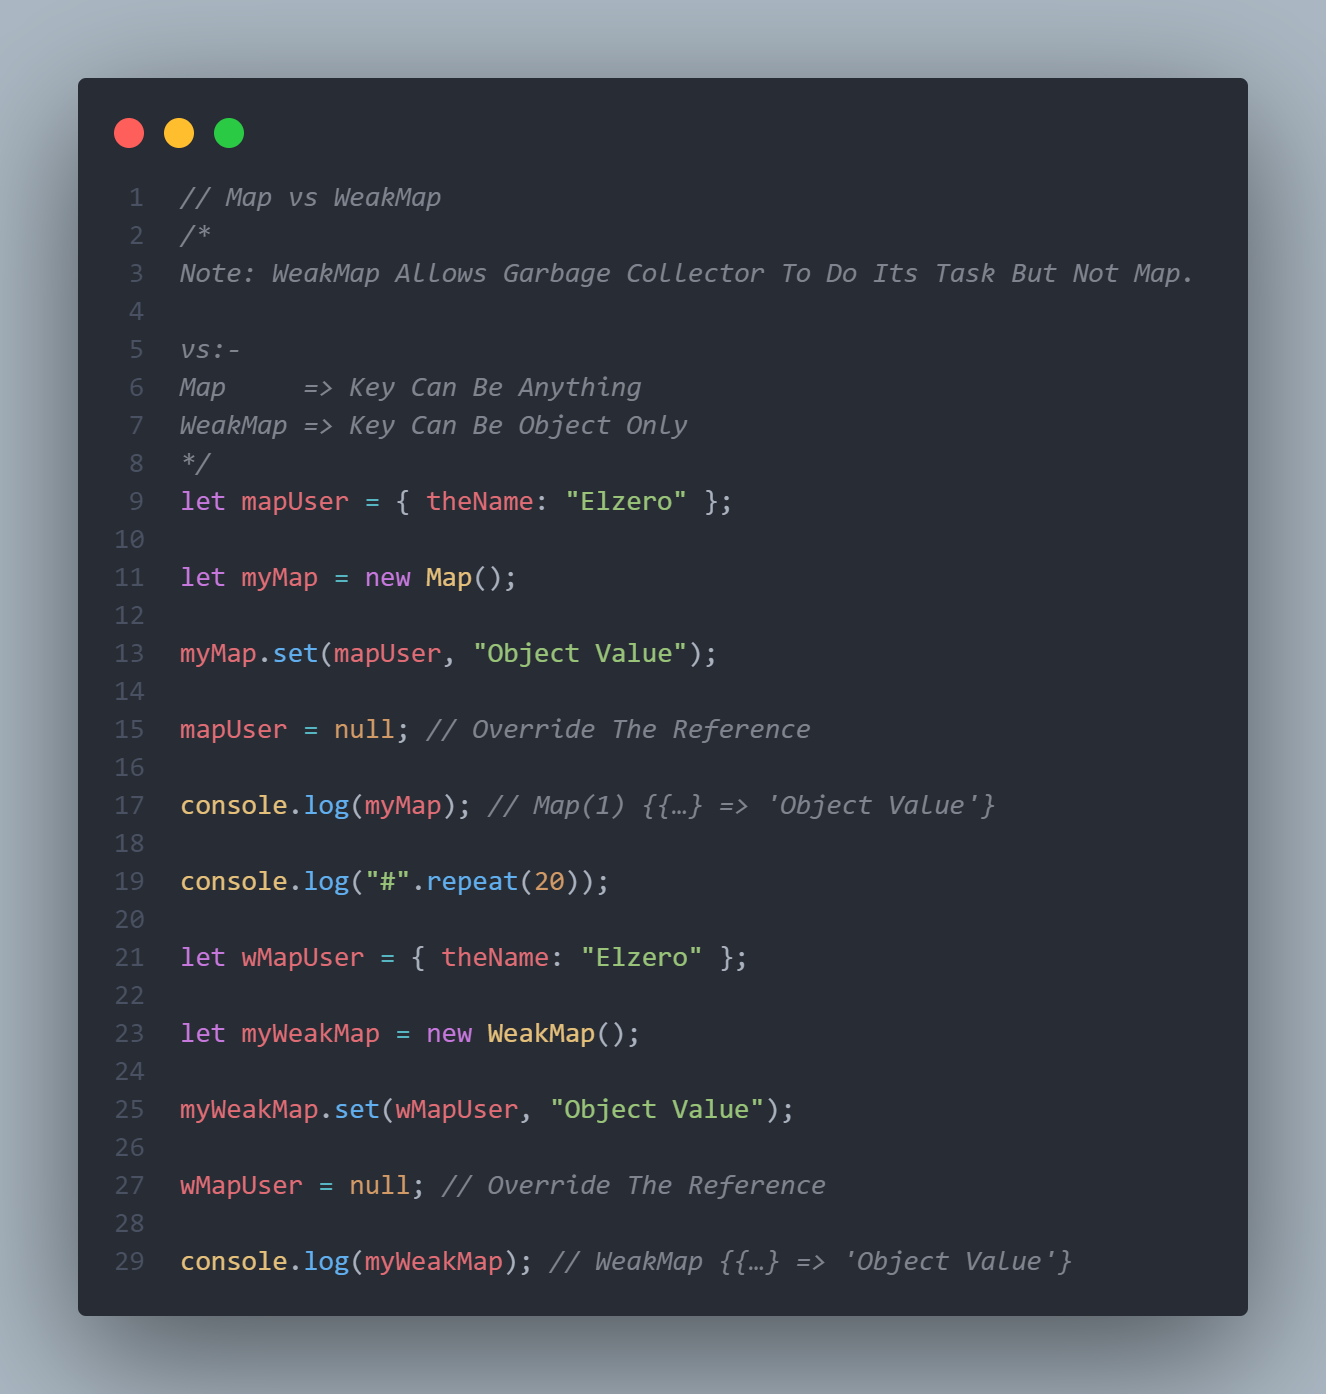 1 // Map vs WeakMap
2 /*
3 Note: WeakMap Allows Garbage Collector To Do Its Task But Not Map.
4
5 vs:-
6 Map     => Key Can Be Anything
7 WeakMap => Key Can Be Object Only
8 */
9 let mapUser = { theName: "Elzero" };
10
11 let myMap = new Map();
12
13 myMap.set(mapUser, "Object Value");
14
15 mapUser = null; // Override The Reference
16
17 console.log(myMap); // Map(1) {{…} => 'Object Value'}
18
19 console.log("#".repeat(20));
20
21 let wMapUser = { theName: "Elzero" };
22
23 let myWeakMap = new WeakMap();
24
25 myWeakMap.set(wMapUser, "Object Value");
26
27 wMapUser = null; // Override The Reference
28
29 console.log(myWeakMap); // WeakMap {{…} => 'Object Value'}